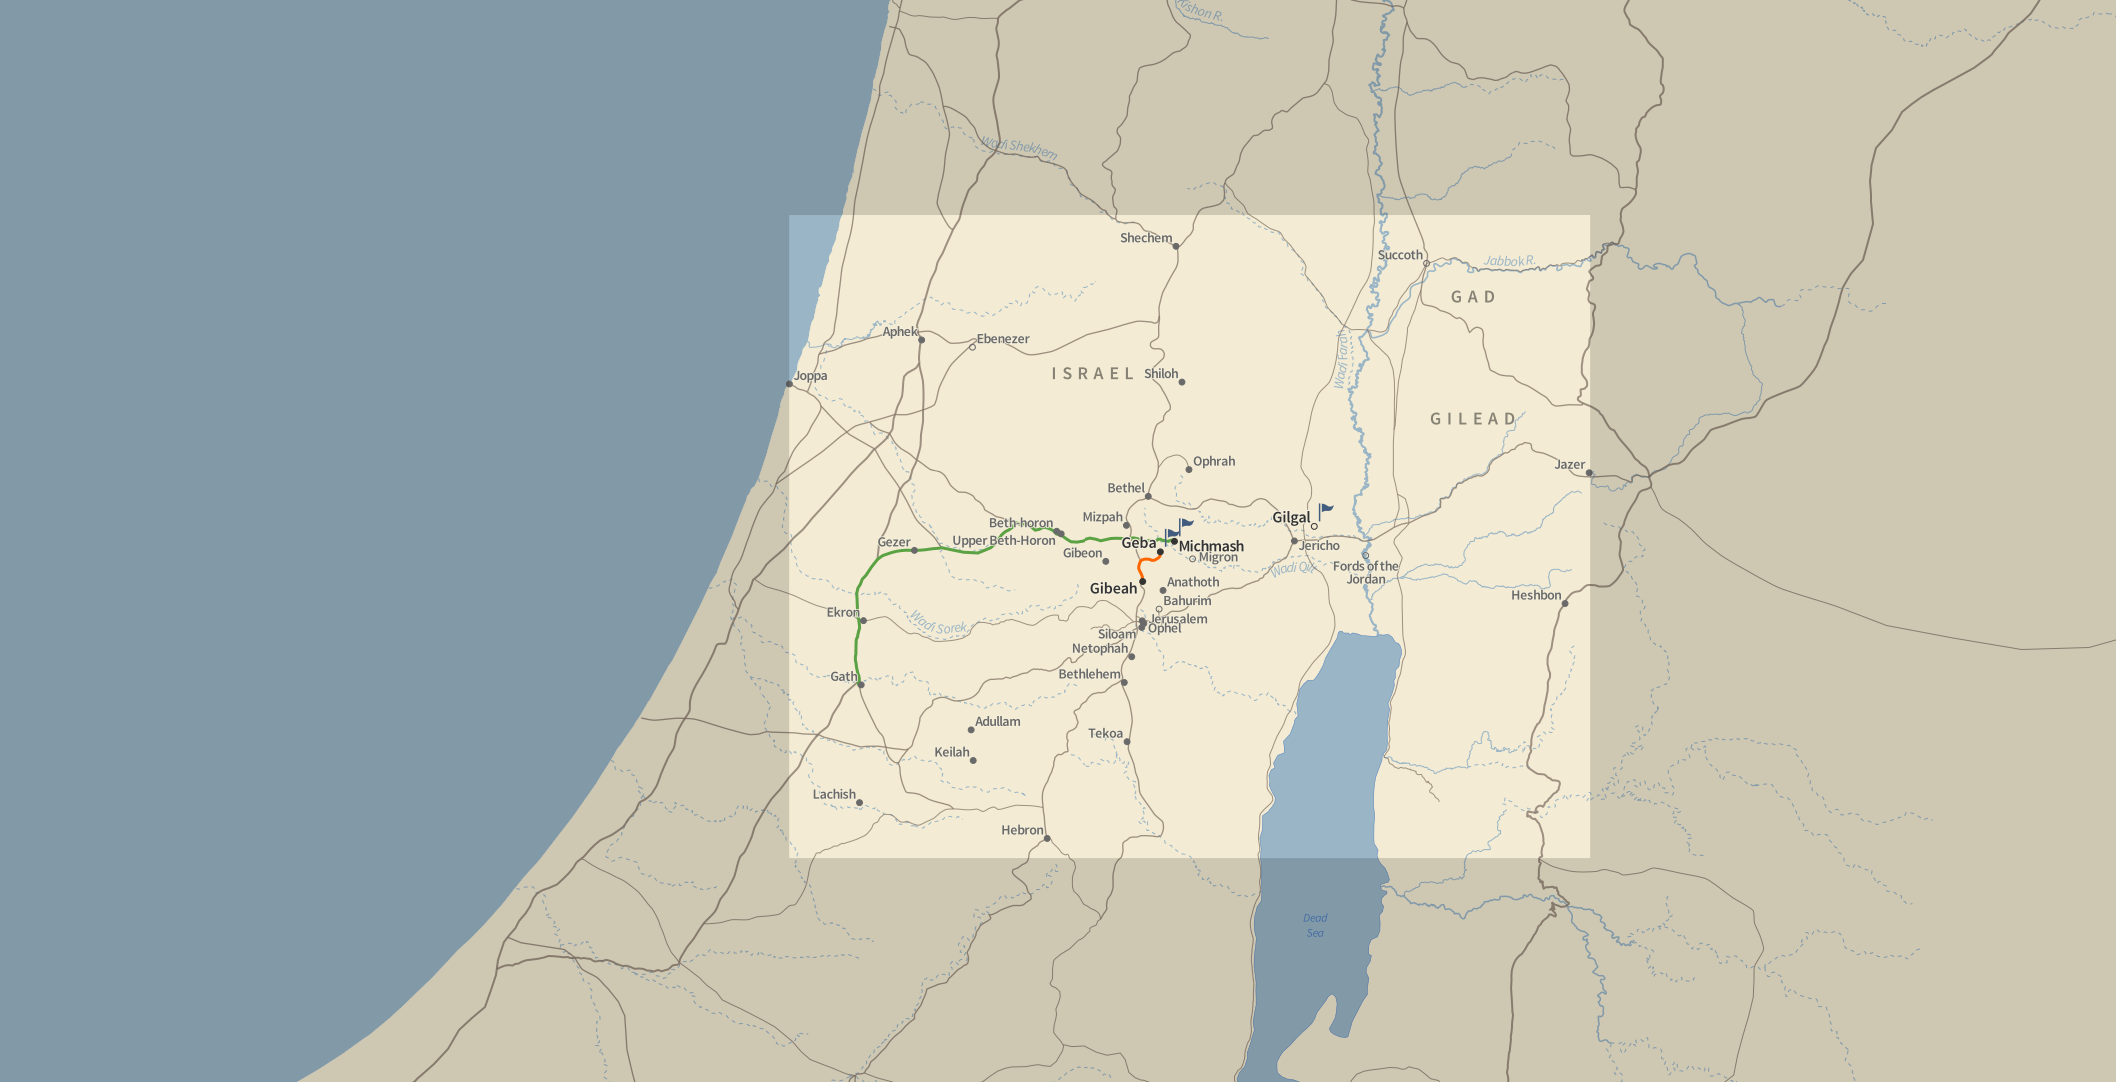 Kishon R.
Wadi Shekhem
Shechem
Succoth
Jabbok R.
GAD
Aphek
Ebenezer
Wadi Farah
Joppa
ISRAEL
Shiloh
GILEAD
Ophrah
Jazer
Bethel
Mizpah
Gilgal
Beth-horon
Gezer
Upper Beth-Horon
Geba
Michmash
Jericho
Gibeon
Migron
Wadi Qilt
Fords of the
Jordan
Gibeah
Anathoth
Heshbon
Bahurim
Ekron
Wadi Sorek
Jerusalem
Ophel
Siloam
Netophah
Gath
Bethlehem
Adullam
Tekoa
Keilah
Lachish
Hebron
Dead
Sea